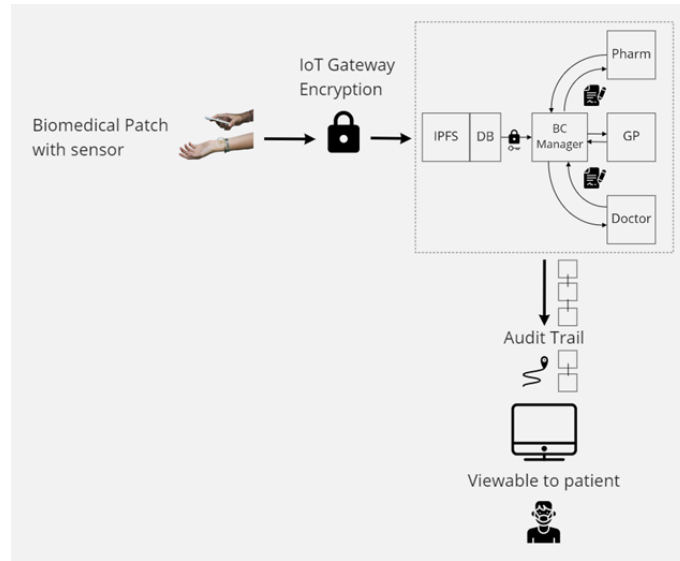 Biomedical Patch
with sensor
IoT Gateway
Encryption
IPFS
DB
BC
Manager
Pharm
GP
Doctor
Audit Trail
Viewable to patient